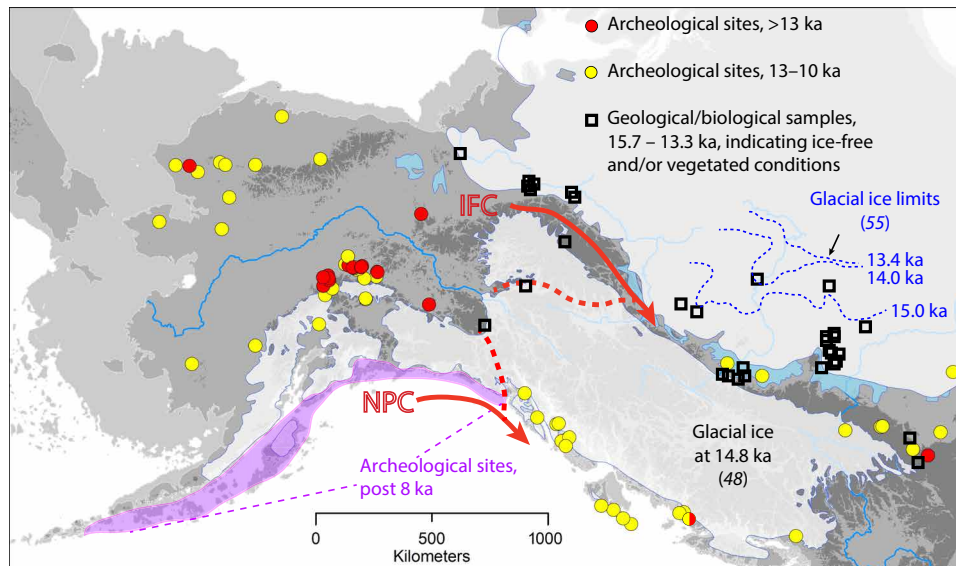 Archeological sites, >13 ka
Archeological sites, 13–10 ka
Geological/biological samples,
15.7 – 13.3 ka, indicating ice-free
and/or vegetated conditions
Glacial ice limits
(55)
IFC
13.4 ka
14.0 ka
15.0 ka
NPC
Glacial ice
at 14.8 ka
(48)
Archeological sites,
post 8 ka
0 500 1000
Kilometers